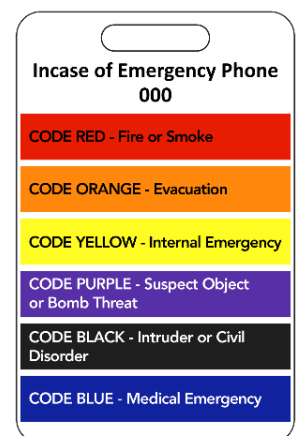 Incase of Emergency Phone
000
CODE RED - Fire or Smoke
CODE ORANGE - Evacuation
CODE YELLOW - Internal Emergency
CODE PURPLE - Suspect Object
or Bomb Threat
CODE BLACK - Intruder or Civil
Disorder
CODE BLUE - Medical Emergency